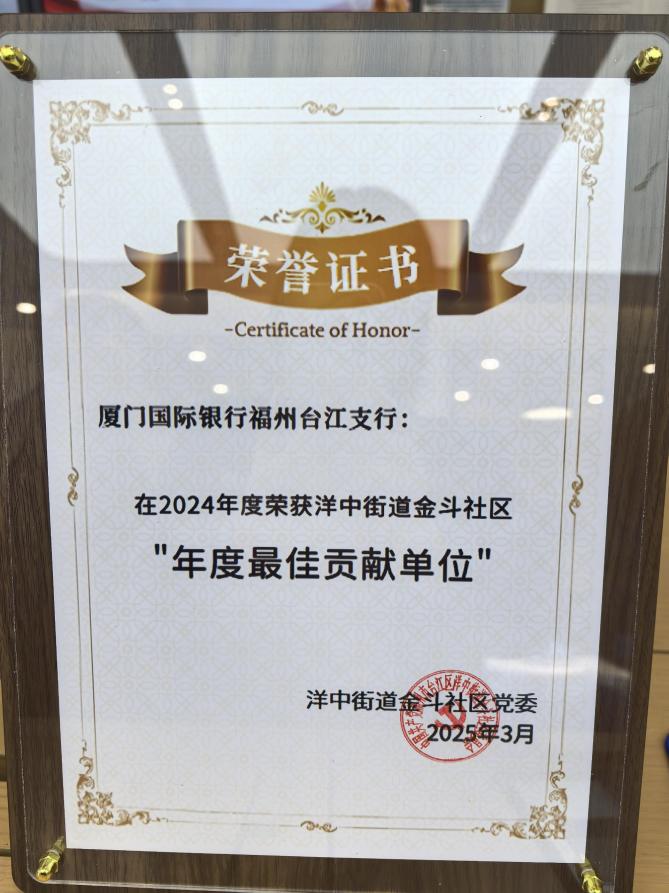 荣誉证书
-Certificate of Honor-
厦门国际银行福州台江支行：
在2024年度荣获洋中街道金斗社区
"年度最佳贡献单位"
洋中街道金斗社区党委
2025年3月